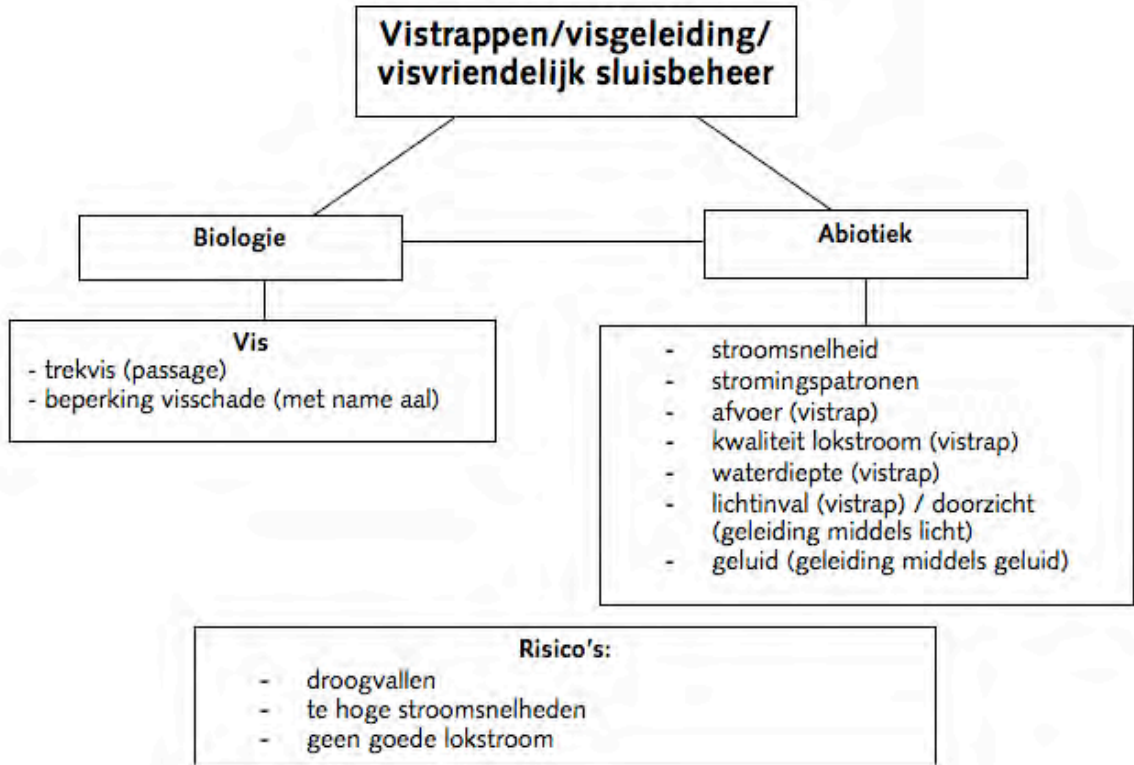 Vistrappen/visgeleiding/
visvriendelijk sluisbeheer
Biologie
Abiotiek
Vis
- trekvis (passage)
- beperking visschade (met name aal)
- stroomsnelheid
- stromingspatronen
- afvoer (vistrap)
- kwaliteit lokstroom (vistrap)
- waterdiepte (vistrap)
- lichtinval (vistrap) / doorzicht
(geleiding middels licht)
- geluid (geleiding middels geluid)
Risico's:
- droogvallen
- te hoge stroomsnelheden
- geen goede lokstroom